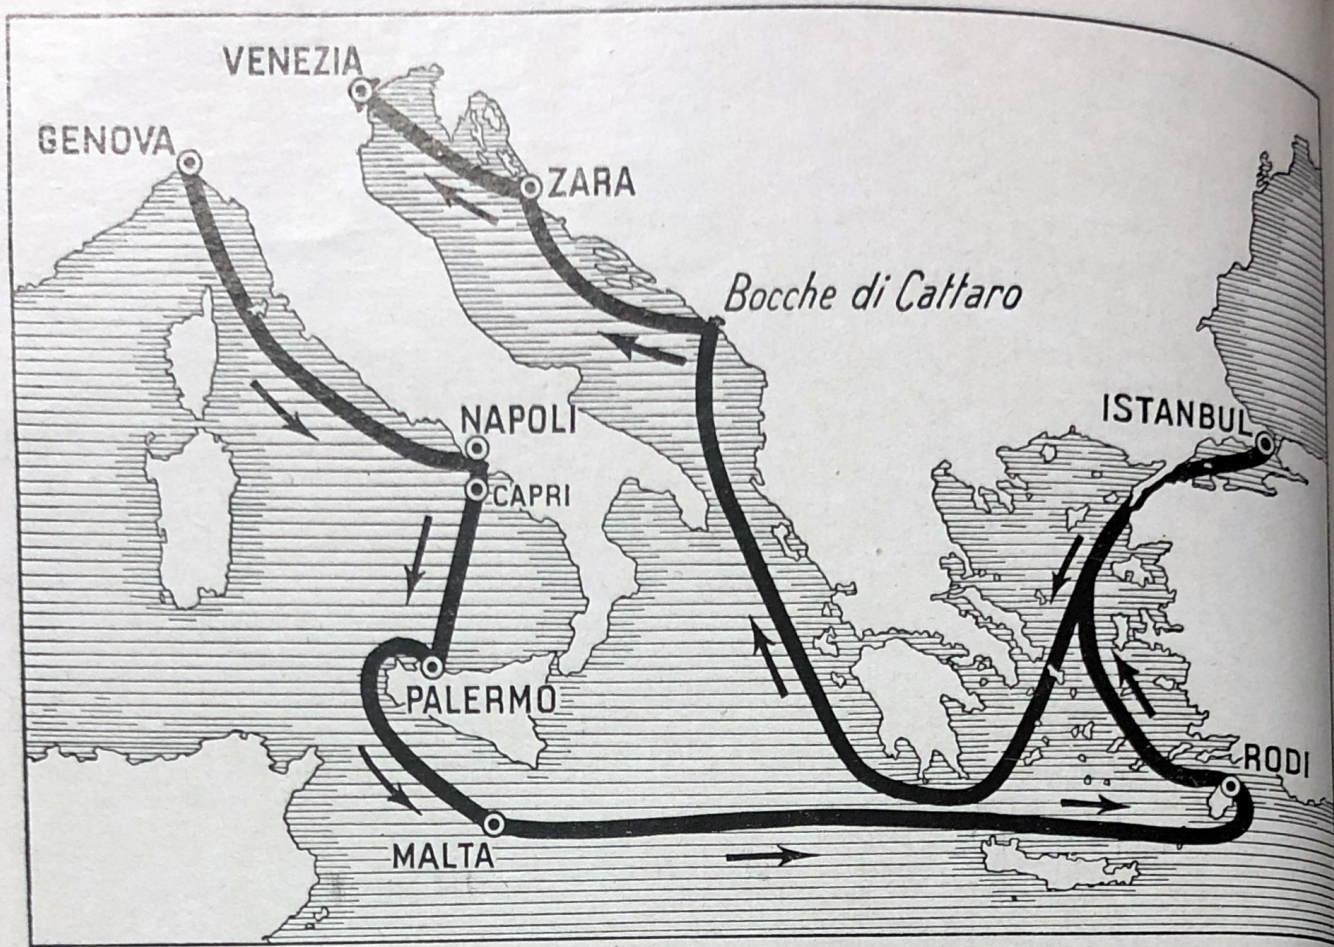 VENEZIA
GENOVA
ZARA
Bocche di Cattaro
ISTANBUL
NAPOLI
CAPRI
PALERMO
RODI
MALTA